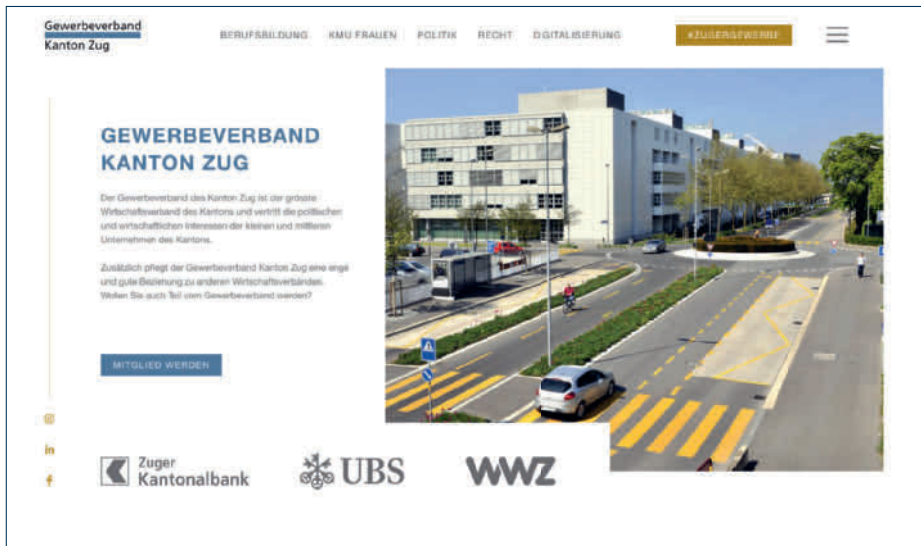 Gewerbeverband
Kanton Zug
BERUFSBILDUNG KMU FRAUEN POLITIK RECHT DIGITALISIERUNG
#ZUGERGEWERBE
GEWERBEVERBAND
KANTON ZUG
Der Gewerbeverband des Kanton Zug ist der grösste
Wirtschaftsverband des Kantons und vertritt die politischen
und wirtschaftlichen Interessen der kleinen und mittleren
Unternehmen des Kantons.
Zusätzlich pflegt der Gewerbeverband Kanton Zug eine enge
und gute Beziehung zu anderen Wirtschaftsverbänden.
Wollen Sie auch Teil vom Gewerbeverband werden?
MITGLIED WERDEN
in
f
Zuger
Kantonalbank
UBS
WWZ